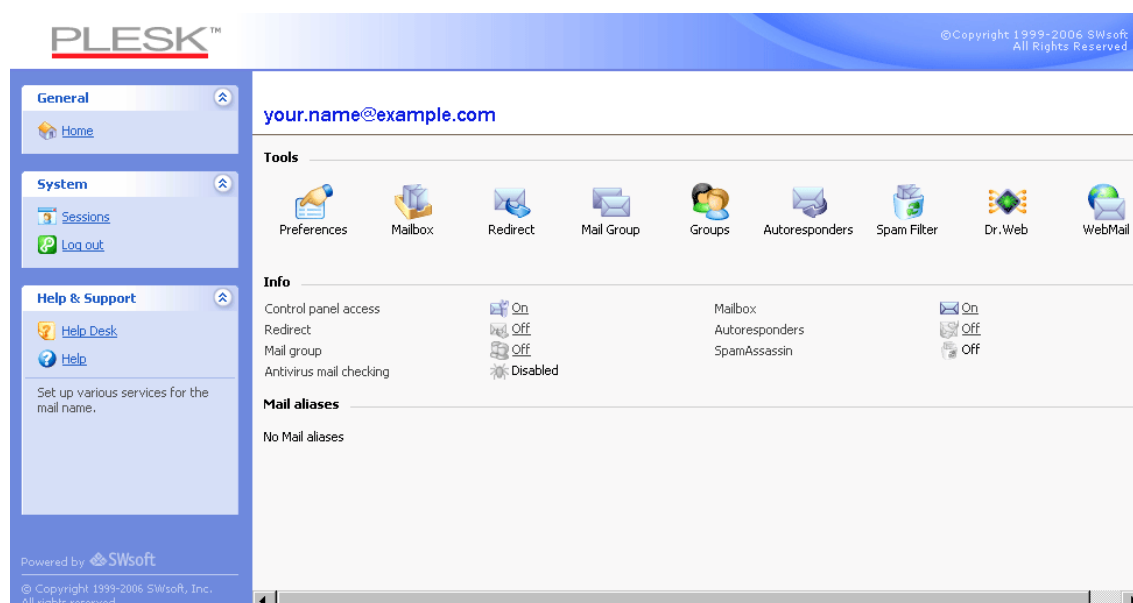 PLESK™
©Copyright 1999-2006 SWsoft
All Rights Reserved
General
Home
System
Sessions
Log out
Help & Support
Help Desk
Help
Set up various services for the
mail name.
Powered by SWsoft
© Copyright 1999-2006 SWsoft, Inc.
All rights reserved
your.name@example.com
Tools
Preferences Mailbox Redirect Mail Group Groups Autoresponders Spam Filter Dr.Web WebMail
Info
Control panel access On Mailbox On
Redirect Off Autoresponders Off
Mail group Off SpamAssassin Off
Antivirus mail checking Disabled
Mail aliases
No Mail aliases